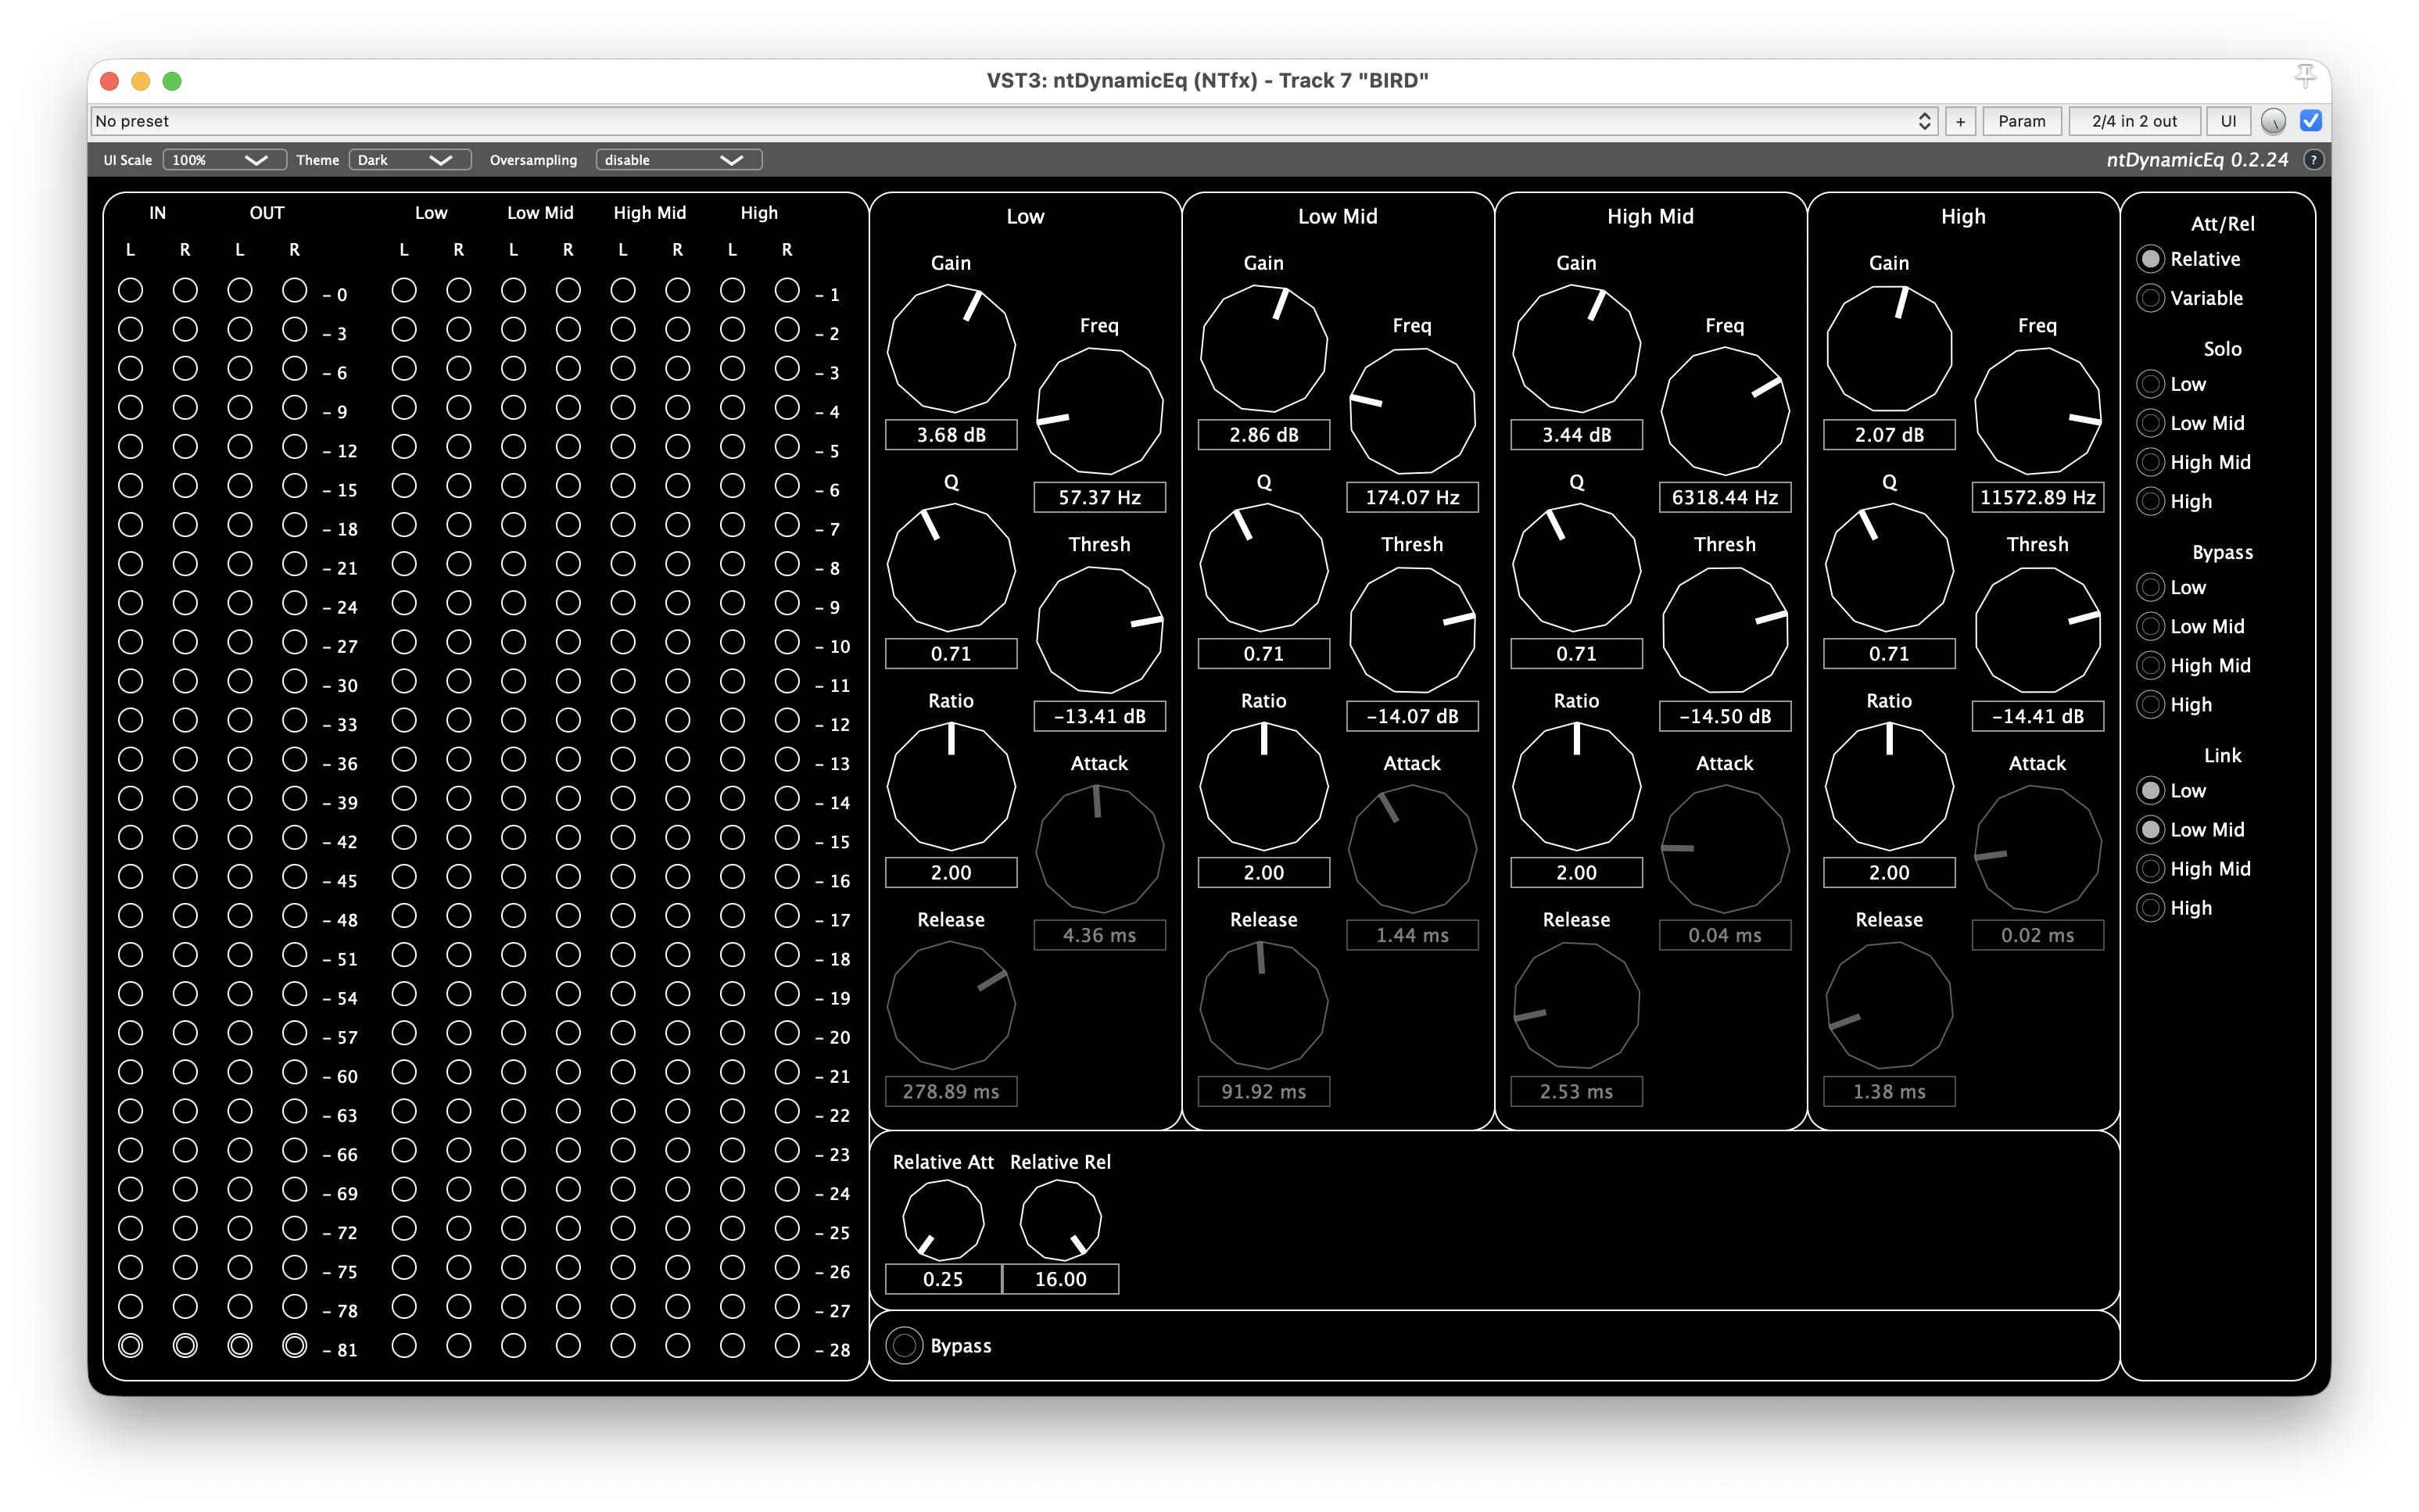 VST3: ntDynamicEq (NTfx) - Track 7 "BIRD"
No preset + Param 2/4 in 2 out UI
UI Scale 100% Theme Dark Oversampling disable ntDynamicEq 0.2.24 ?
IN OUT Low Low Mid High Mid High
L R L R L R L R L R L R
- 0 - 1
- 3 - 2
- 6 - 3
- 9 - 4
- 12 - 5
- 15 - 6
- 18 - 7
- 21 - 8
- 24 - 9
- 27 - 10
- 30 - 11
- 33 - 12
- 36 - 13
- 39 - 14
- 42 - 15
- 45 - 16
- 48 - 17
- 51 - 18
- 54 - 19
- 57 - 20
- 60 - 21
- 63 - 22
- 66 - 23
- 69 - 24
- 72 - 25
- 75 - 26
- 78 - 27
- 81 - 28
Low
Gain
3.68 dB
Freq
57.37 Hz
Q
0.71
Thresh
-13.41 dB
Ratio
2.00
Attack
4.36 ms
Release
278.89 ms
Low Mid
Gain
2.86 dB
Freq
174.07 Hz
Q
0.71
Thresh
-14.07 dB
Ratio
2.00
Attack
1.44 ms
Release
91.92 ms
High Mid
Gain
3.44 dB
Freq
6318.44 Hz
Q
0.71
Thresh
-14.50 dB
Ratio
2.00
Attack
0.04 ms
Release
2.53 ms
High
Gain
2.07 dB
Freq
11572.89 Hz
Q
0.71
Thresh
-14.41 dB
Ratio
2.00
Attack
0.02 ms
Release
1.38 ms
Relative Att Relative Rel
0.25 16.00
Bypass
Att/Rel
Relative
Variable
Solo
Low
Low Mid
High Mid
High
Bypass
Low
Low Mid
High Mid
High
Link
Low
Low Mid
High Mid
High